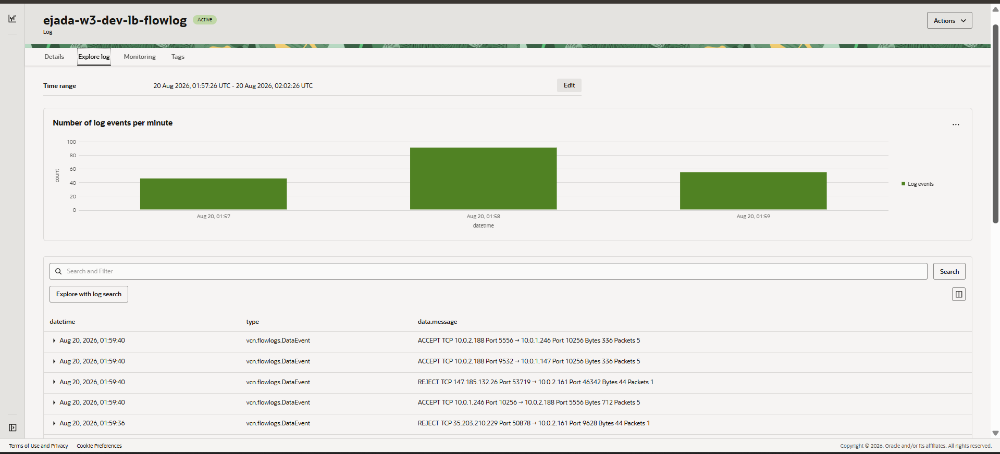 ejada-w3-dev-lb-flowlog Active
Log
Actions
Details Explore log Monitoring Tags
Time range 20 Aug 2026, 01:57:26 UTC - 20 Aug 2026, 02:02:26 UTC Edit
Number of log events per minute
...
100
80
60
40
20
0
count
Aug 20, 01:57 Aug 20, 01:58 Aug 20, 01:59
datetime
Log events
Search and Filter Search
Explore with log search
datetime type data.message
Aug 20, 2026, 01:59:40 vcn.flowlogs.DataEvent ACCEPT TCP 10.0.2.188 Port 5556 → 10.0.1.246 Port 10256 Bytes 336 Packets 5
Aug 20, 2026, 01:59:40 vcn.flowlogs.DataEvent ACCEPT TCP 10.0.2.188 Port 9532 → 10.0.1.147 Port 10256 Bytes 336 Packets 5
Aug 20, 2026, 01:59:40 vcn.flowlogs.DataEvent REJECT TCP 147.185.132.26 Port 53719 → 10.0.2.161 Port 46342 Bytes 44 Packets 1
Aug 20, 2026, 01:59:40 vcn.flowlogs.DataEvent ACCEPT TCP 10.0.1.246 Port 10256 → 10.0.2.188 Port 5556 Bytes 712 Packets 5
Aug 20, 2026, 01:59:36 vcn.flowlogs.DataEvent REJECT TCP 35.203.210.229 Port 50878 → 10.0.2.161 Port 9628 Bytes 44 Packets 1
Terms of Use and Privacy Cookie Preferences Copyright © 2026, Oracle and/or its affiliates. All rights reserved.